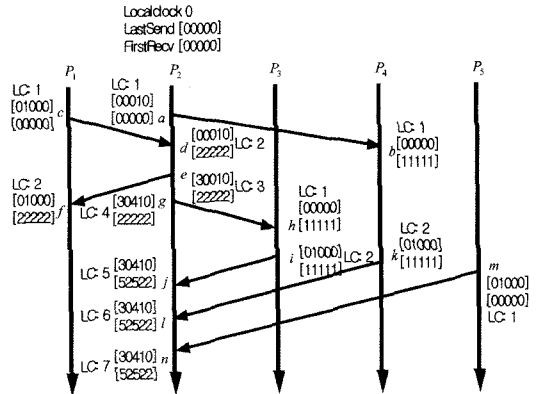 Localclock 0
LastSend [00000]
FirstRecv [00000]
P1 P2 P3 P4 P5
LC: 1
[01000]
[00000]
c
LC: 1
[00010]
[00000] a
d [00010] LC: 2
[22222]
b
LC: 1
[00000]
[11111]
e
[30010] LC: 3
[22222]
LC: 2
[01000]
[22222] f
LC: 4 [30410] g
[22222]
LC: 1
[00000]
h [11111]
i [01000] LC: 2
[11111]
LC: 2
[01000]
k [11111]
m
[01000]
[00000]
LC: 1
LC: 5 [30410] j
[52522]
LC: 6 [30410]
[52522] l
LC: 7 [30410] n
[52522]